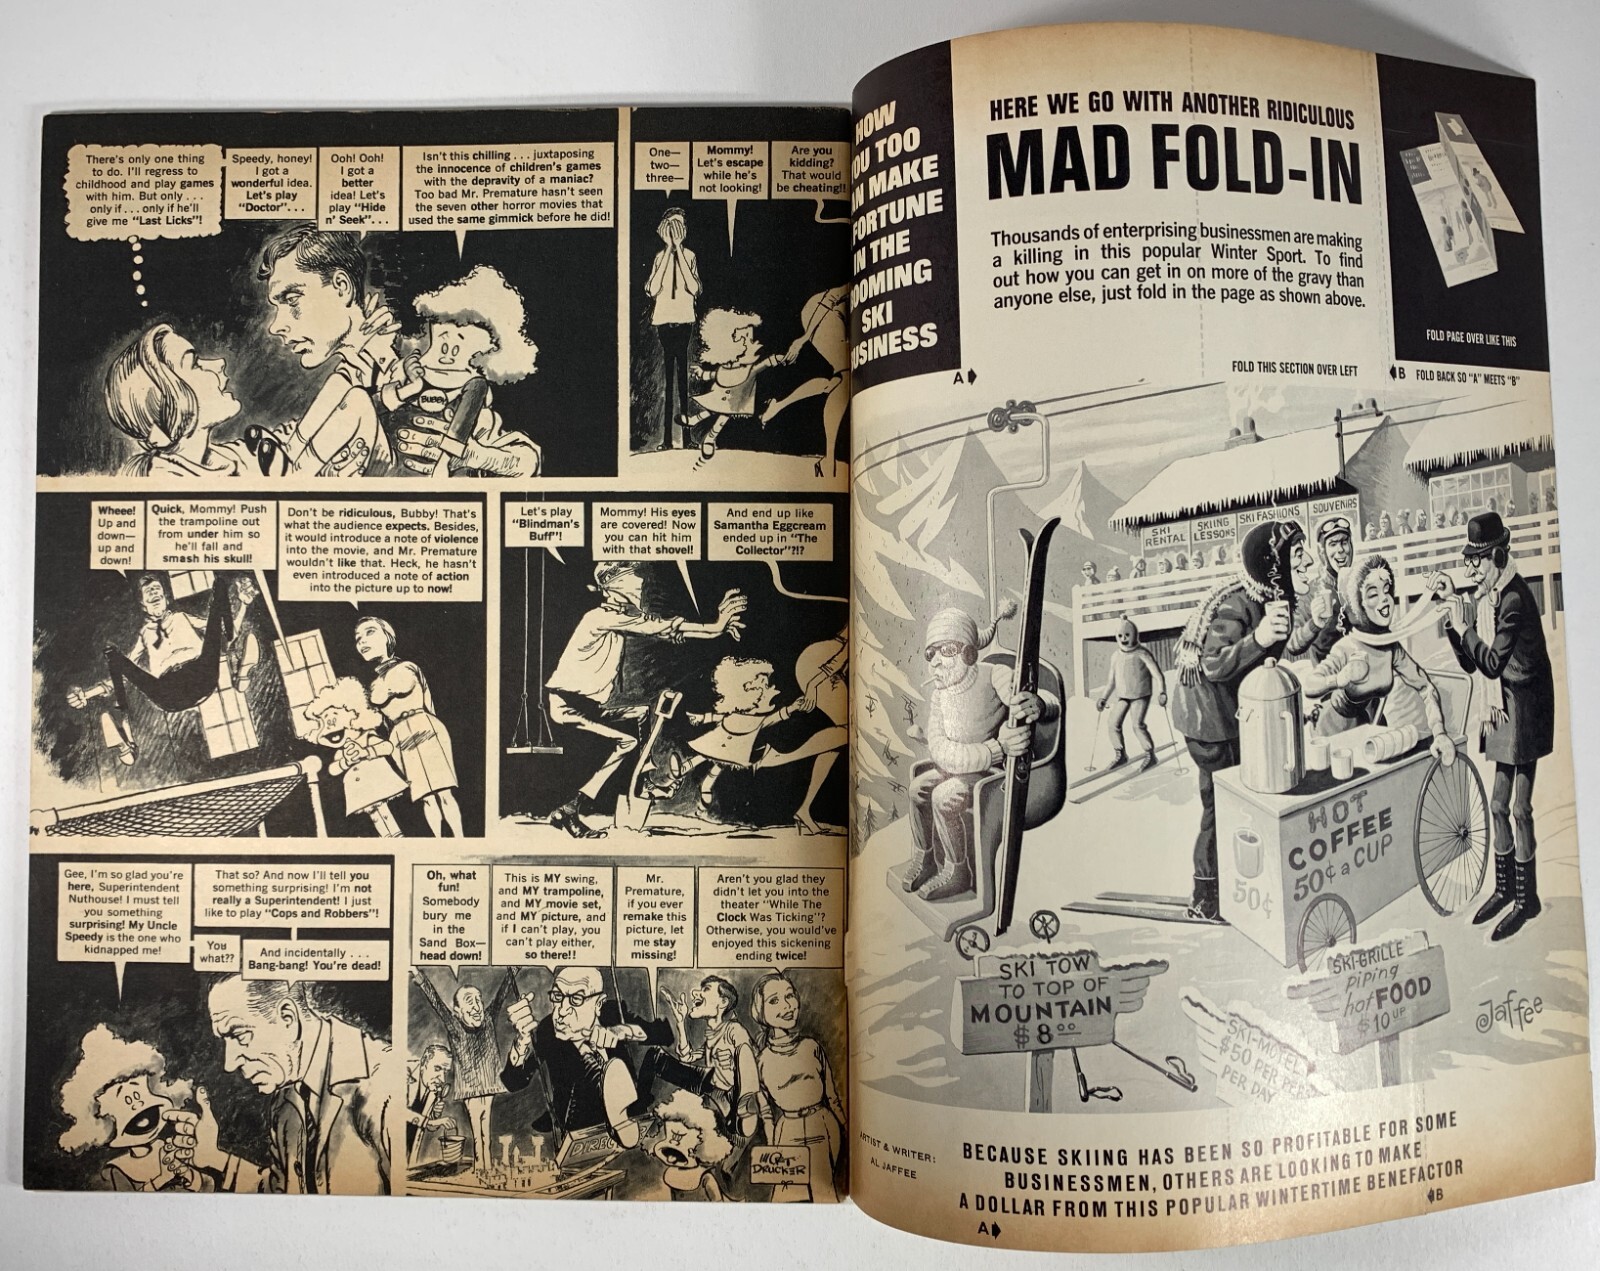 There's only one thing
to do. I'll regress to
childhood and play games
with him. But only . . .
only if . . . only if he'll
give me "Last Licks"!
Speedy, honey!
I got a
wonderful idea.
Let's play
"Doctor" . . .
Ooh! Ooh!
I got a
better
idea! Let's
play "Hide
n' Seek" . . .
Isn't this chilling . . . juxtaposing
the innocence of children's games
with the depravity of a maniac?
Too bad Mr. Premature hasn't seen
the seven other horror movies that
used the same gimmick before he did!
BUBBY
One—
two—
three—
Mommy!
Let's escape
while he's
not looking!
Are you
kidding?
That would
be cheating!!
Wheee!
Up and
down—
up and
down!
Quick, Mommy! Push
the trampoline out
from under him so
he'll fall and
smash his skull!
Don't be ridiculous, Bubby! That's
what the audience expects. Besides,
it would introduce a note of violence
into the movie, and Mr. Premature
wouldn't like that. Heck, he hasn't
even introduced a note of action
into the picture up to now!
Let's play
"Blindman's
Buff"!
Mommy! His eyes
are covered! Now
you can hit him
with that shovel!
And end up like
Samantha Eggcream
ended up in "The
Collector"?!?
Gee, I'm so glad you're
here, Superintendent
Nuthouse! I must tell
you something
surprising! My Uncle
Speedy is the one who
kidnapped me!
That so? And now I'll tell you
something surprising! I'm not
really a Superintendent! I just
like to play "Cops and Robbers"!
You
what??
And incidentally . . .
Bang-bang! You're dead!
Oh, what
fun!
Somebody
bury me
in the
Sand Box—
head down!
This is MY swing,
and MY trampoline,
and MY movie set,
and MY picture, and
if I can't play, you
can't play either,
so there!!
Mr.
Premature,
if you ever
remake this
picture, let
me stay
missing!
Aren't you glad they
didn't let you into the
theater "While The
Clock Was Ticking"?
Otherwise, you would've
enjoyed this sickening
ending twice!
MORT
DRUCKER
HOW
OU TOO
N MAKE
FORTUNE
IN THE
OOMING
SKI
USINESS
HERE WE GO WITH ANOTHER RIDICULOUS
MAD FOLD-IN
Thousands of enterprising businessmen are making
a killing in this popular Winter Sport. To find
out how you can get in on more of the gravy than
anyone else, just fold in the page as shown above.
FOLD PAGE OVER LIKE THIS
A
FOLD THIS SECTION OVER LEFT
B FOLD BACK SO "A" MEETS "B"
SKI
RENTAL
SKIING
LESSONS
SKI FASHIONS
SOUVENIRS
HOT
COFFEE
50¢ a CUP
50¢
SKI TOW
TO TOP OF
MOUNTAIN
$8.00
SKI-MOTEL
$50 PER PERS
PER DAY
SKI-GRILLE
piping
hot FOOD
$10 UP
Jaffee
ARTIST & WRITER:
AL JAFFEE
BECAUSE SKIING HAS BEEN SO PROFITABLE FOR SOME
BUSINESSMEN, OTHERS ARE LOOKING TO MAKE
A DOLLAR FROM THIS POPULAR WINTERTIME BENEFACTOR
A
B